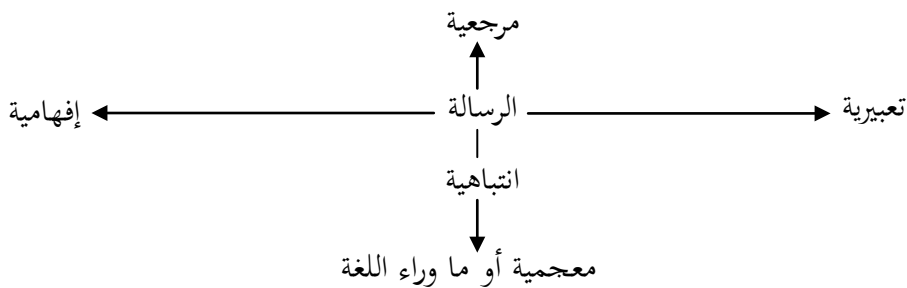 مرجعية
تعبيرية الرسالة إفهامية
انتباهية
معجمية أو ما وراء اللغة